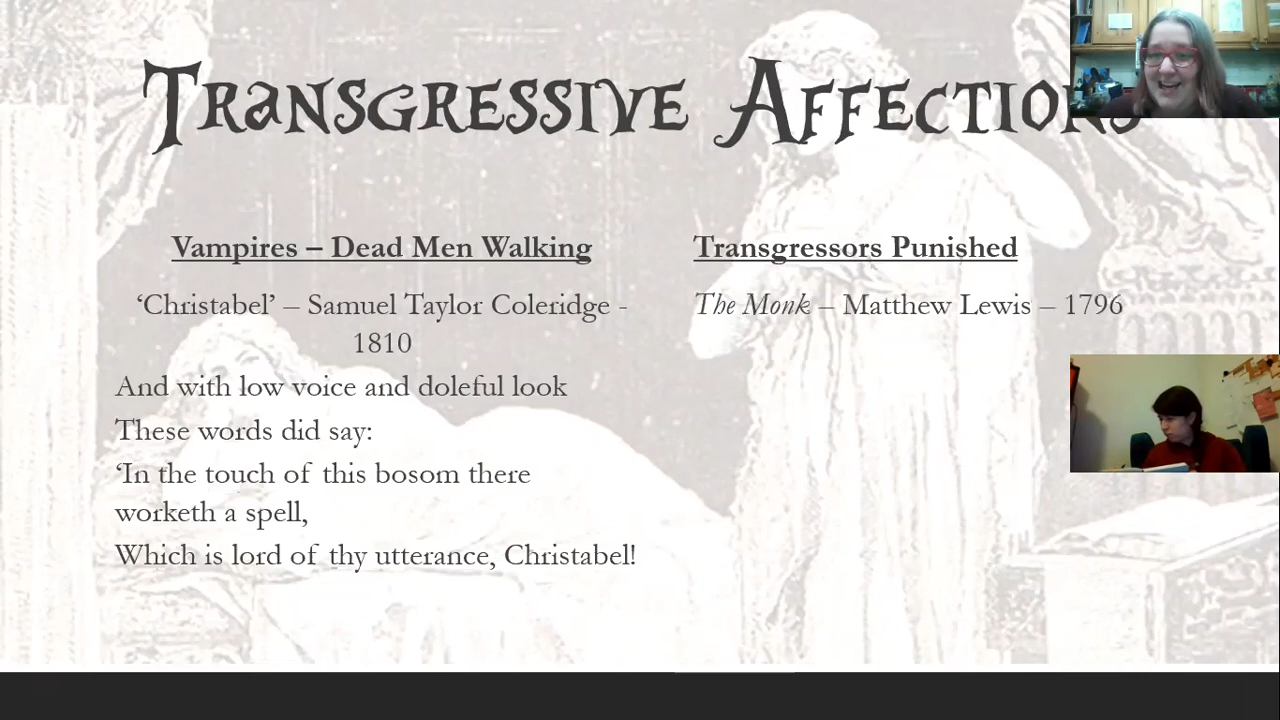 Transgressive Affections
Vampires – Dead Men Walking
‘Christabel’ – Samuel Taylor Coleridge -
1810
And with low voice and doleful look
These words did say:
‘In the touch of this bosom there
worketh a spell,
Which is lord of thy utterance, Christabel!
Transgressors Punished
The Monk – Matthew Lewis – 1796